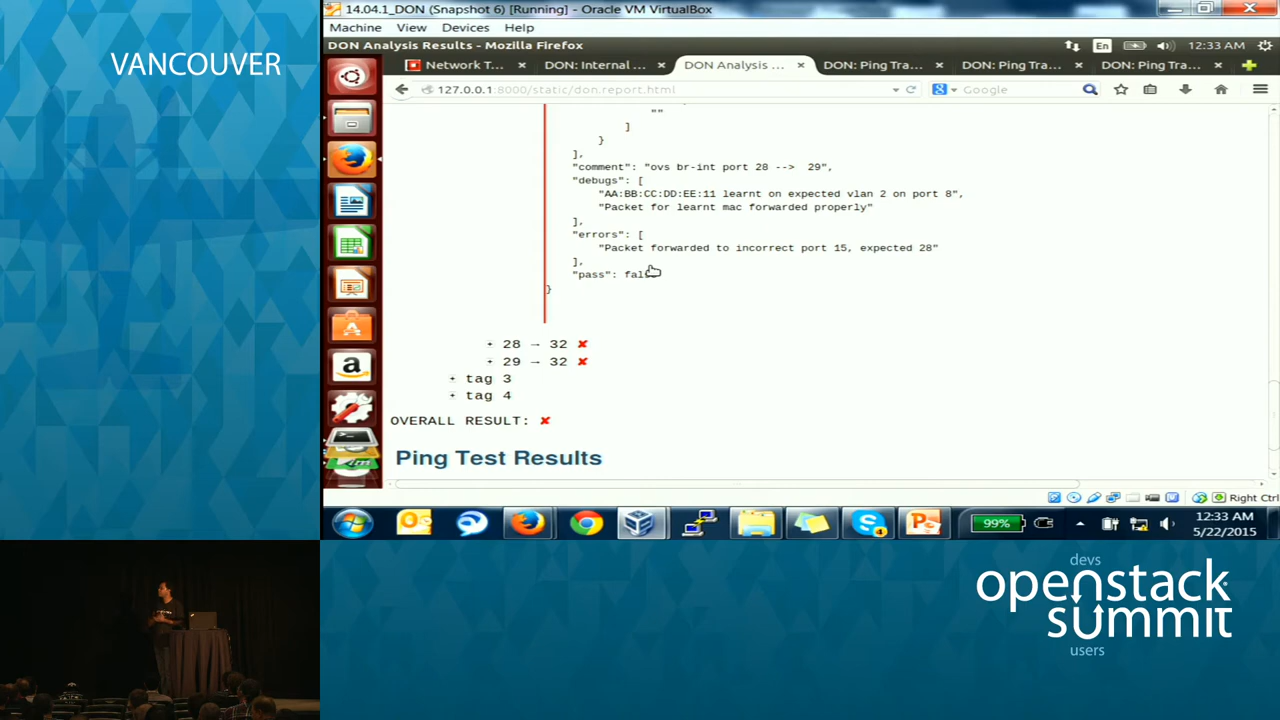 VANCOUVER
14.04.1_DON (Snapshot 6) [Running] - Oracle VM VirtualBox
Machine View Devices Help
DON Analysis Results - Mozilla Firefox
En
12:33 AM
Network T... × DON: Internal ... × DON Analysis ... × DON: Ping Tra... × DON: Ping Tra... × DON: Ping Tra... ×
127.0.0.1:8000/static/don.report.html
Google
""
]
}
],
"comment": "ovs br-int port 28 --> 29",
"debugs": [
"AA:BB:CC:DD:EE:11 learnt on expected vlan 2 on port 8",
"Packet for learnt mac forwarded properly"
],
"errors": [
"Packet forwarded to incorrect port 15, expected 28"
],
"pass": false
}
+ 28 → 32 ✘
+ 29 → 32 ✘
+ tag 3
+ tag 4
OVERALL RESULT: ✘
Ping Test Results
Right Ctrl
99%
12:33 AM
5/22/2015
devs
openstack
summit
users